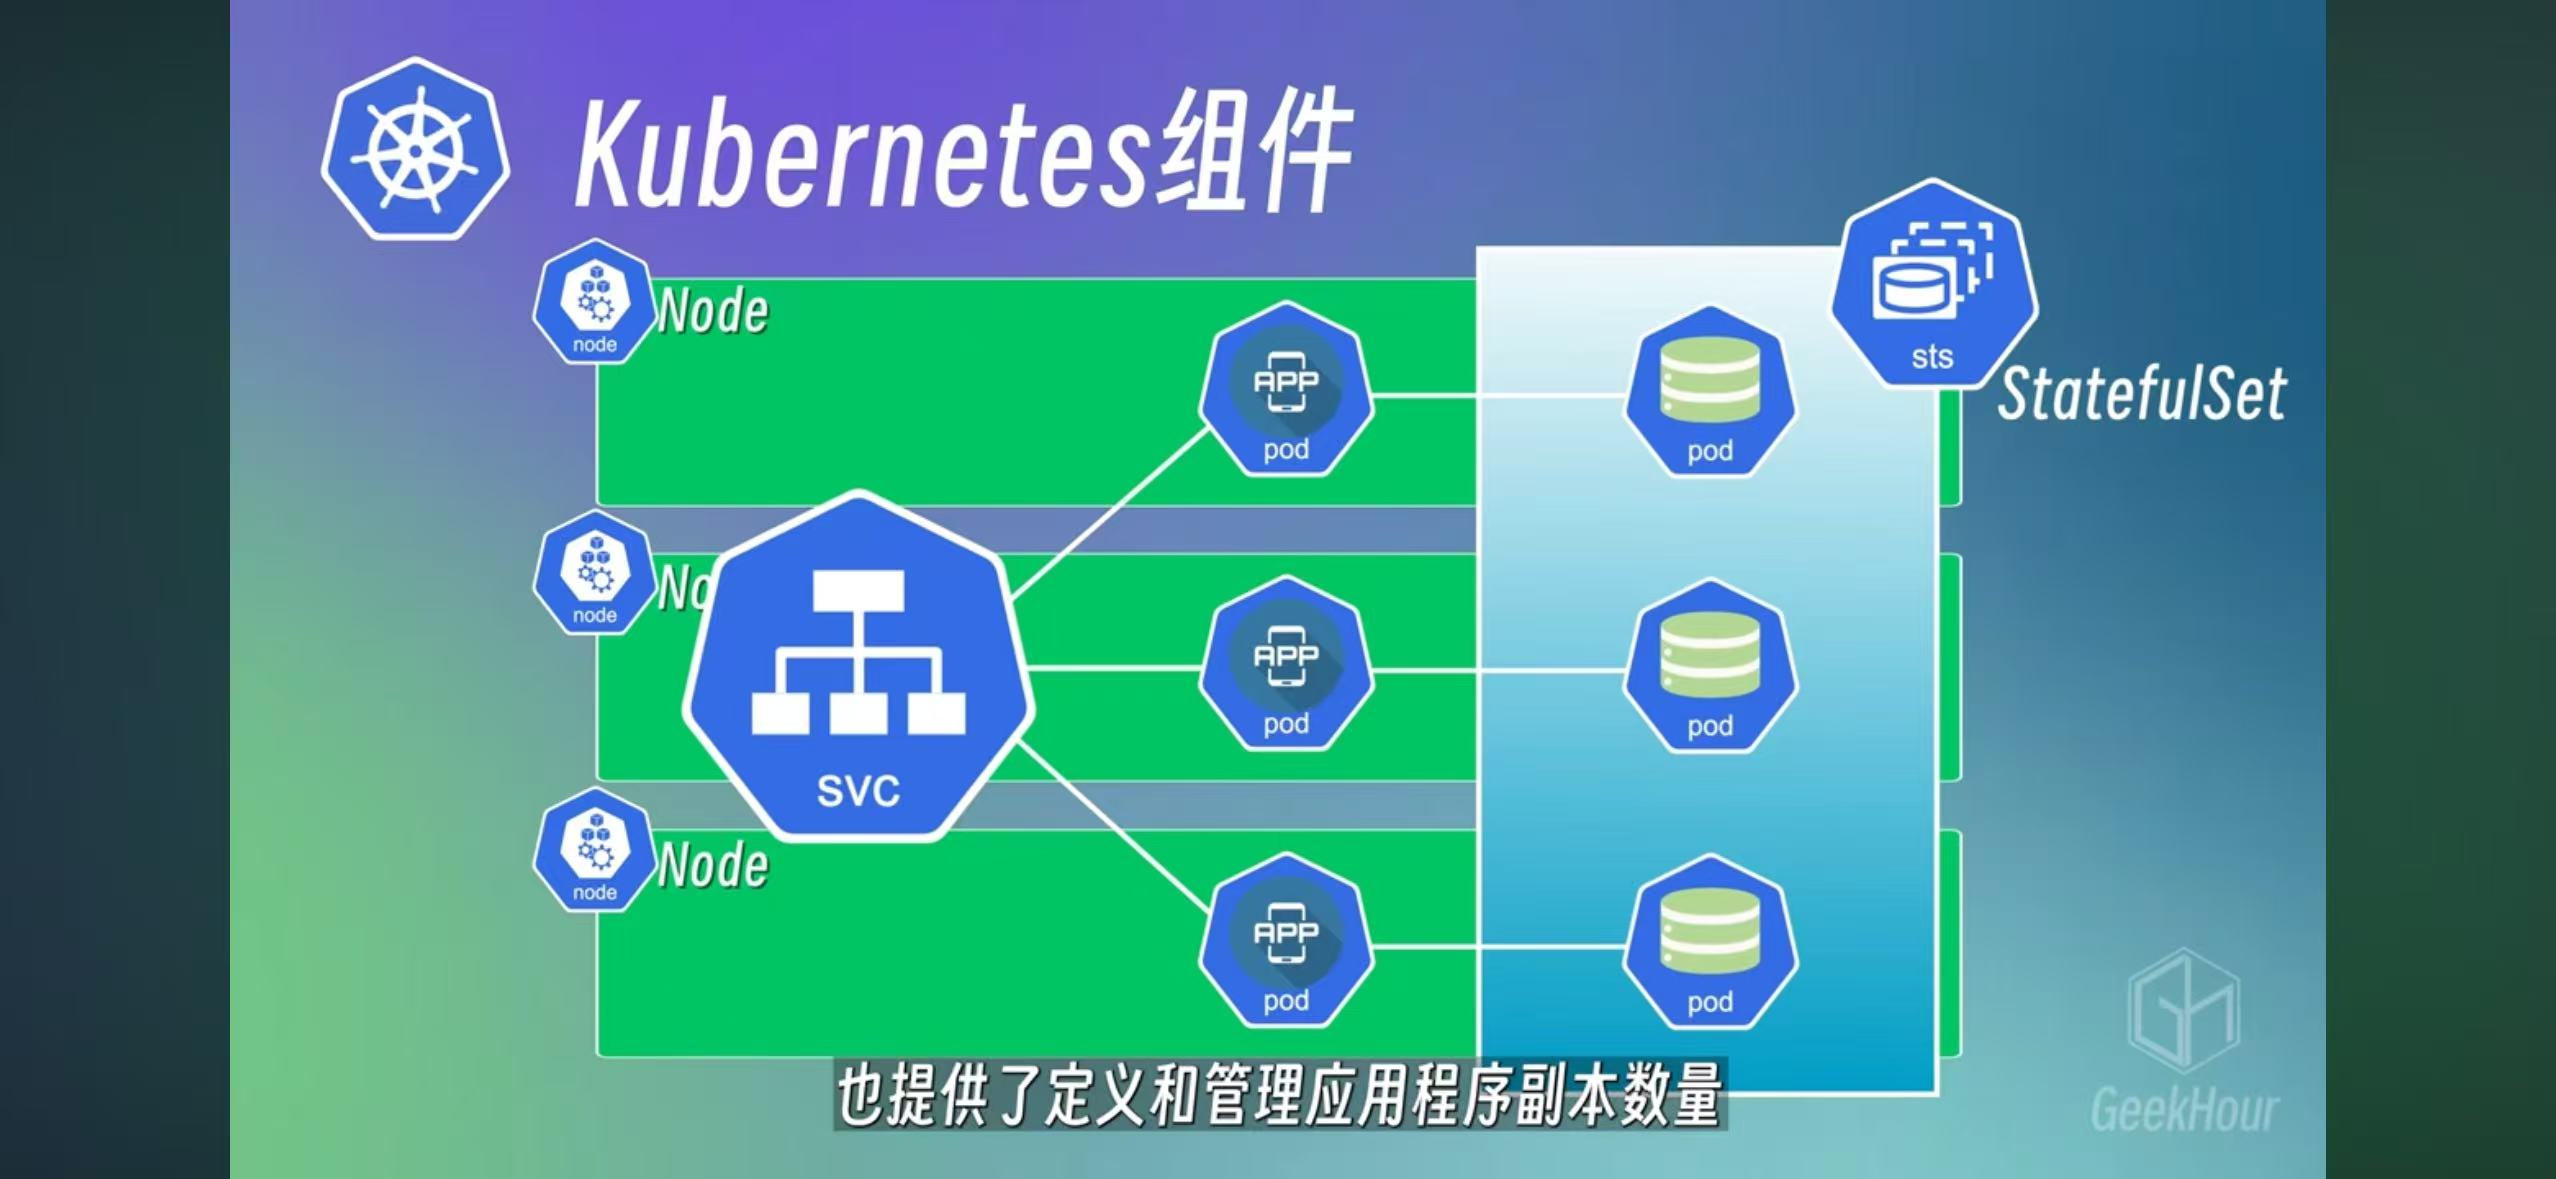 Kubernetes组件
node
Node
APP
pod
pod
sts
StatefulSet
node
No
SVC
APP
pod
pod
node
Node
APP
pod
pod
也提供了定义和管理应用程序副本数量
GeekHour